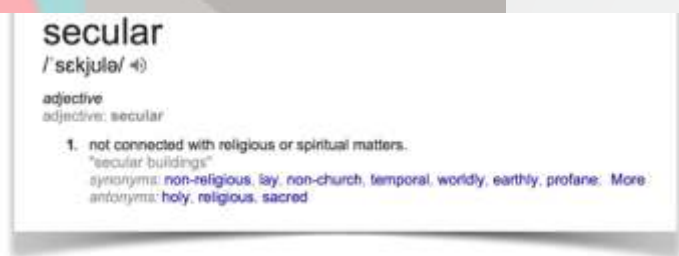 secular
/ˈsɛkjʊlə/
adjective
adjective: secular
1. not connected with religious or spiritual matters.
"secular buildings"
synonyms: non-religious, lay, non-church, temporal, worldly, earthly, profane; More
antonyms: holy, religious, sacred